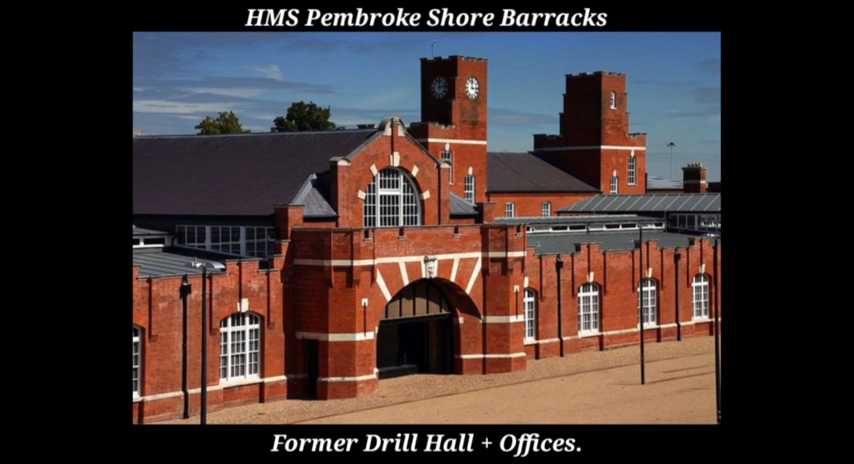 HMS Pembroke Shore Barracks
Former Drill Hall + Offices.